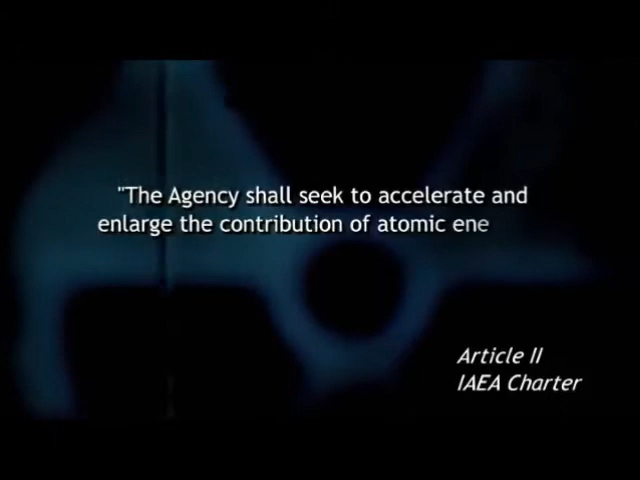 "The Agency shall seek to accelerate and
enlarge the contribution of atomic ene
Article II
IAEA Charter